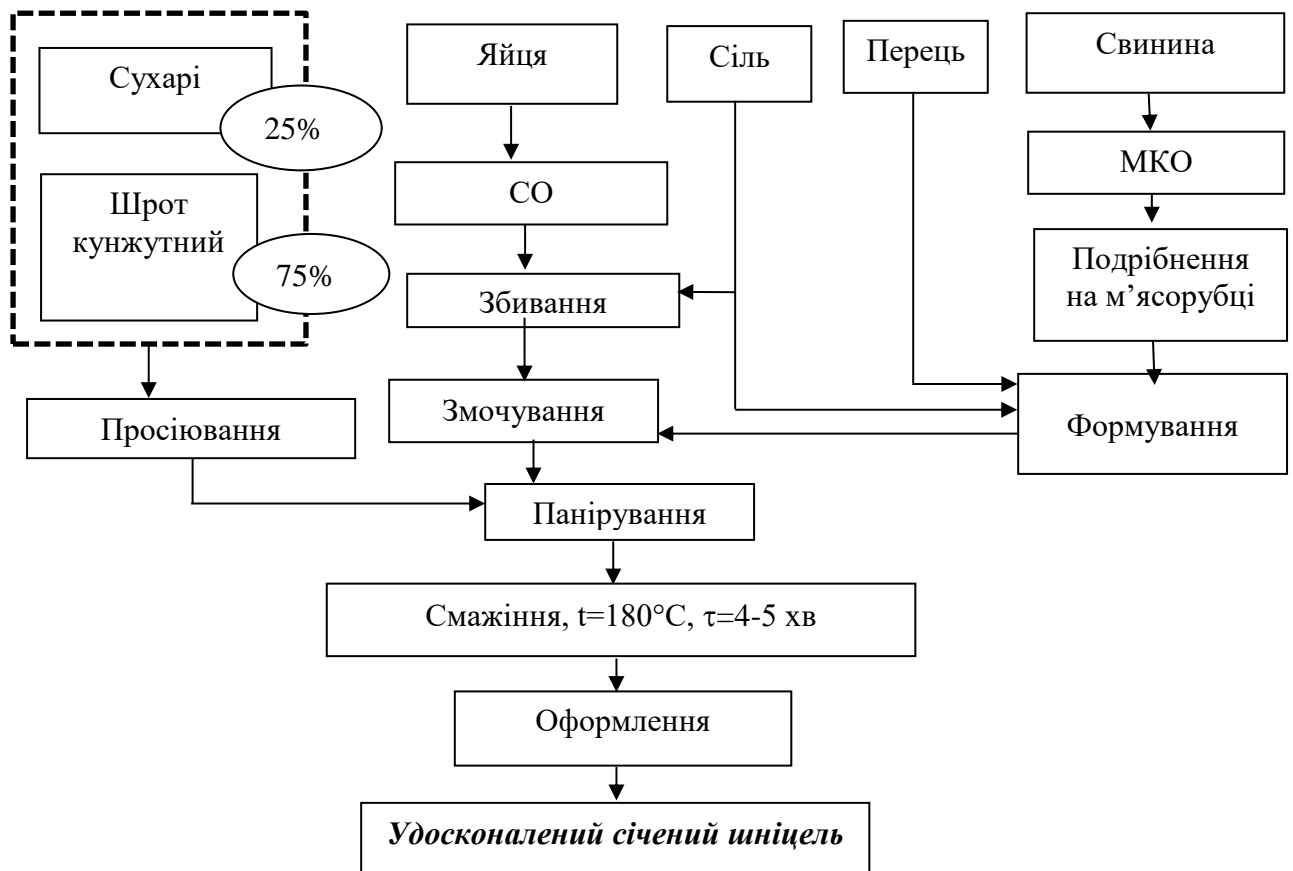 Сухарі
25%
Шрот
кунжутний
75%
Яйця
Сіль
Перець
Свинина
СО
МКО
Збивання
Подрібнення
на м’ясорубці
Просіювання
Змочування
Формування
Панірування
Смажіння, t=180°C, τ=4-5 хв
Оформлення
Удосконалений січений шніцель